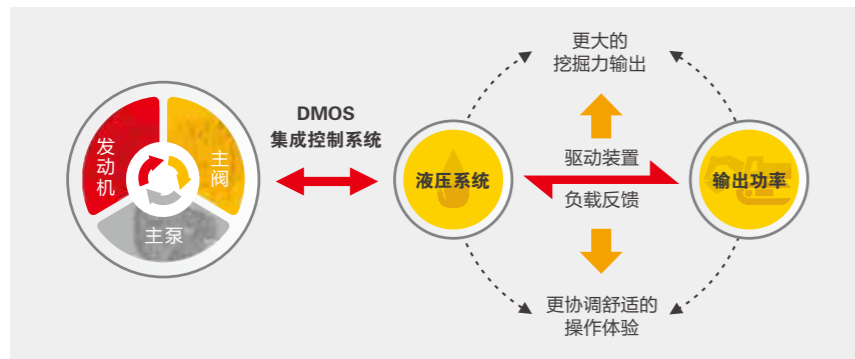 发动机
主阀
主泵
DMOS
集成控制系统
液压系统
更大的
挖掘力输出
驱动装置
负载反馈
更协调舒适的
操作体验
输出功率